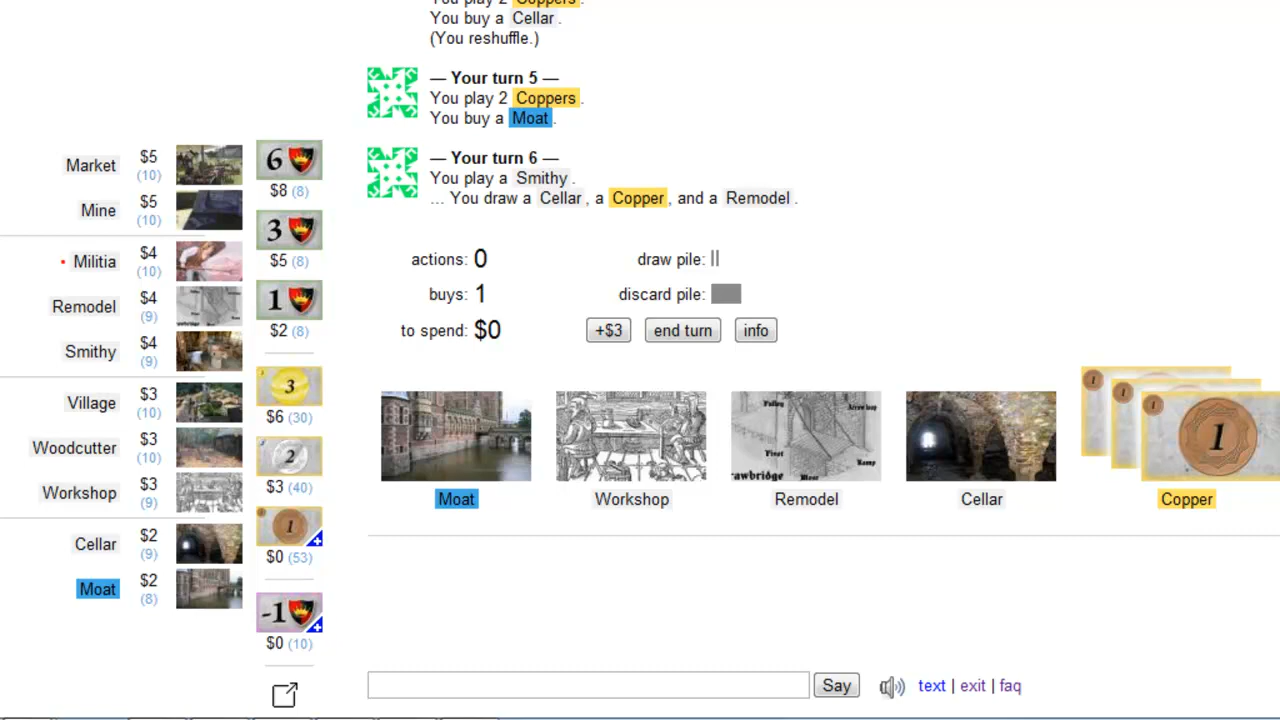 You play 2 Coppers.
You buy a Cellar.
(You reshuffle.)
— Your turn 5 —
You play 2 Coppers.
You buy a Moat.
— Your turn 6 —
You play a Smithy.
... You draw a Cellar, a Copper, and a Remodel.
Market $5 (10)
Mine $5 (10)
Militia $4 (10)
Remodel $4 (9)
Smithy $4 (9)
Village $3 (10)
Woodcutter $3 (10)
Workshop $3 (9)
Cellar $2 (9)
Moat $2 (8)
6
$8 (8)
3
$5 (8)
1
$2 (8)
3
$6 (30)
2
$3 (40)
1
$0 (53)
-1
$0 (10)
actions: 0 draw pile:
buys: 1 discard pile:
to spend: $0 +$3 end turn info
1 1 1 1
Moat Workshop Remodel Cellar Copper
Say text | exit | faq